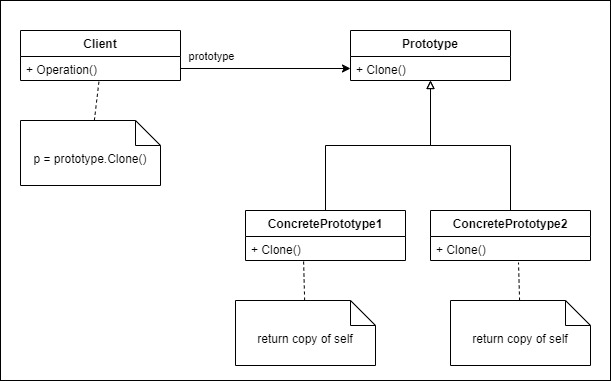 Client
+ Operation()
prototype
Prototype
+ Clone()
p = prototype.Clone()
ConcretePrototype1
+ Clone()
ConcretePrototype2
+ Clone()
return copy of self
return copy of self